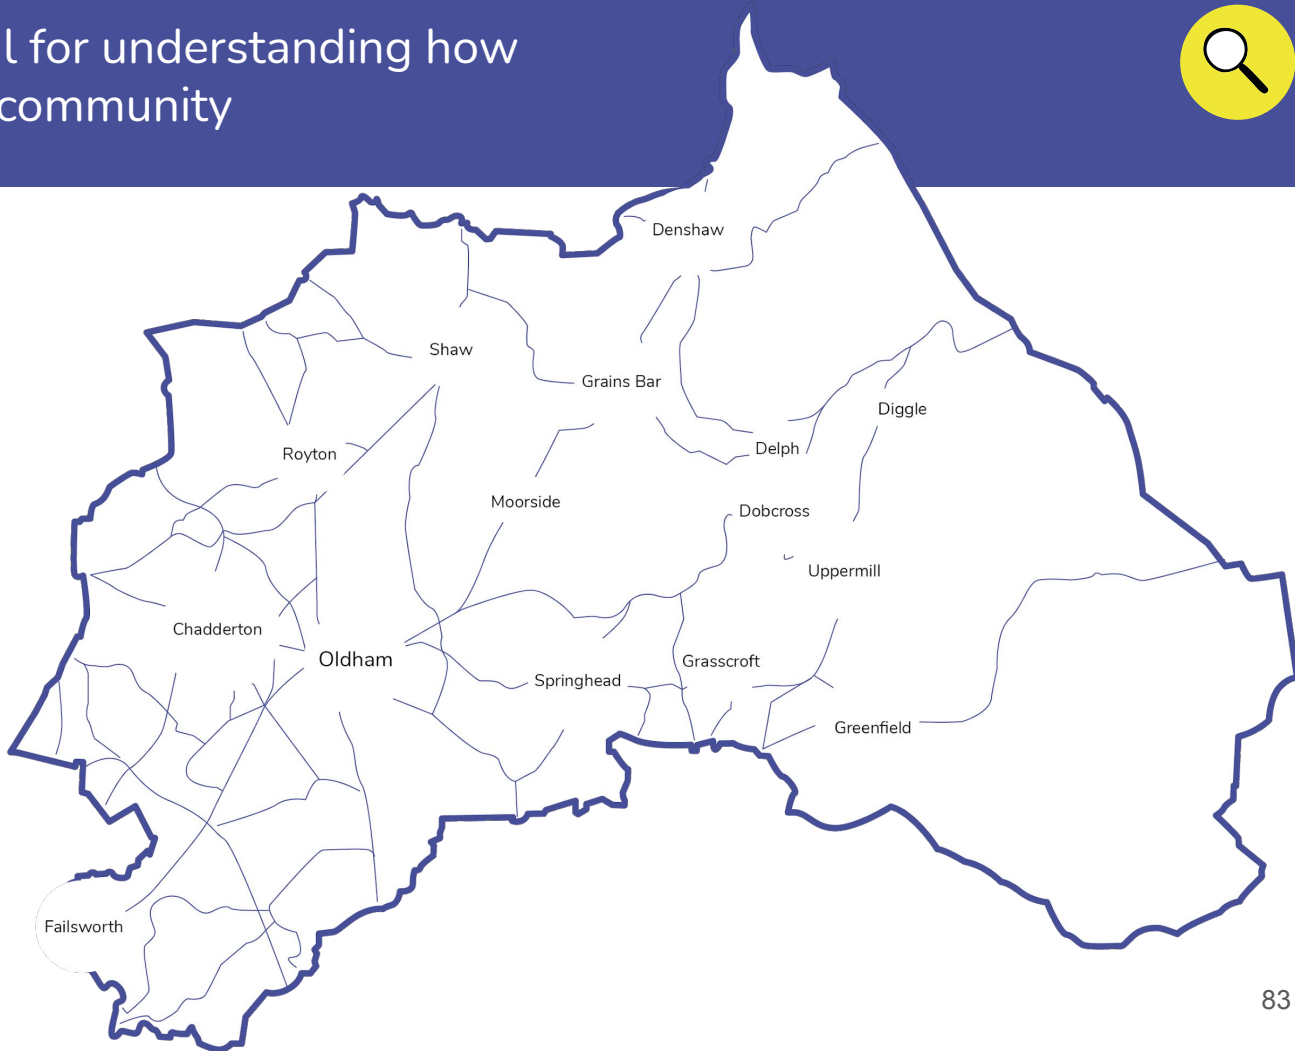 l for understanding how
community
Denshaw
Shaw
Grains Bar
Diggle
Delph
Royton
Moorside
Dobcross
Uppermill
Chadderton
Oldham
Grasscroft
Springhead
Greenfield
Failsworth
83